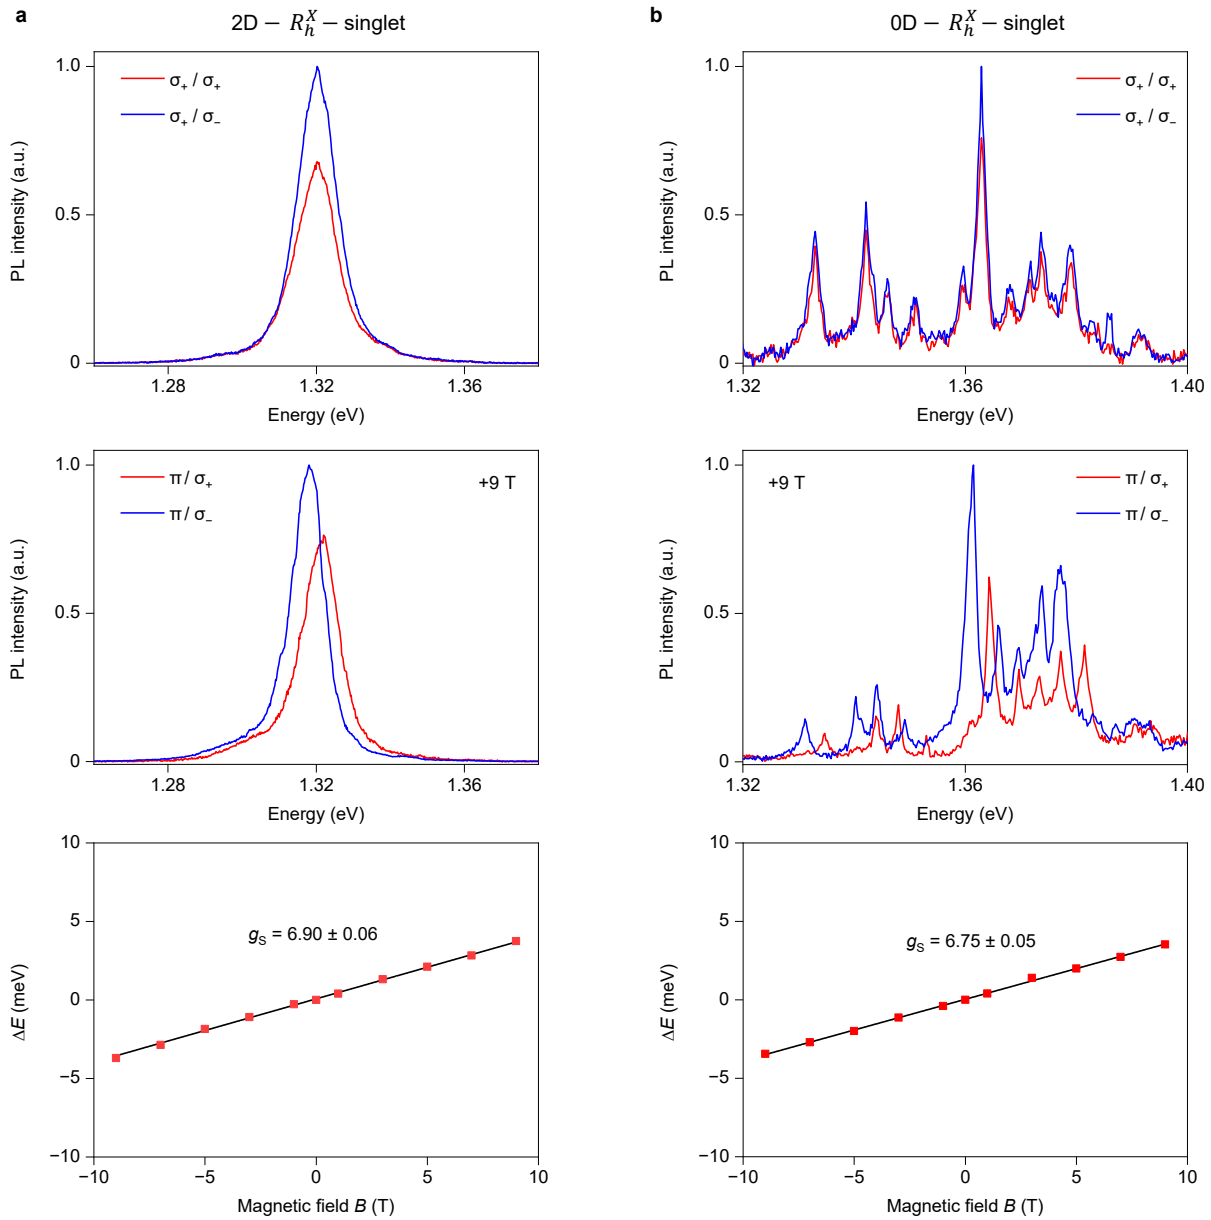 a
2D − R_h^X − singlet
1.0
0.5
0
σ₊ / σ₊
σ₊ / σ₋
PL intensity (a.u.)
1.28
1.32
1.36
Energy (eV)
1.0
0.5
0
π / σ₊
π / σ₋
+9 T
PL intensity (a.u.)
1.28
1.32
1.36
Energy (eV)
10
5
0
−5
−10
g_S = 6.90 ± 0.06
ΔE (meV)
−10
−5
0
5
10
Magnetic field B (T)
b
0D − R_h^X − singlet
1.0
0.5
0
σ₊ / σ₊
σ₊ / σ₋
PL intensity (a.u.)
1.32
1.36
1.40
Energy (eV)
1.0
0.5
0
+9 T
π / σ₊
π / σ₋
PL intensity (a.u.)
1.32
1.36
1.40
Energy (eV)
10
5
0
−5
−10
g_S = 6.75 ± 0.05
ΔE (meV)
−10
−5
0
5
10
Magnetic field B (T)